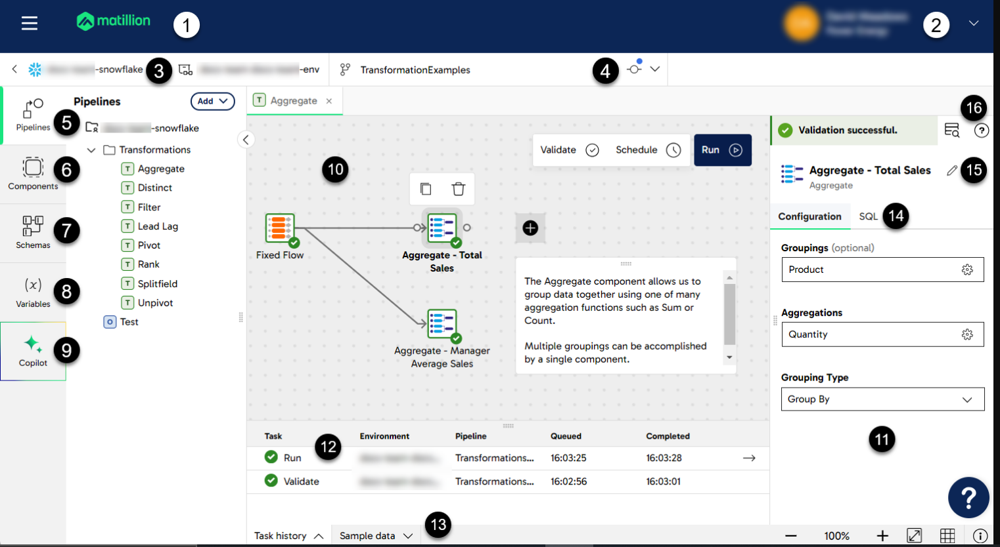 matillion
1
2
-snowflake
3
-env
TransformationExamples
4
Pipelines
5
Components
6
Schemas
7
(x)
Variables
8
Copilot
9
Pipelines
Add
-snowflake
Transformations
T Aggregate
T Distinct
T Filter
T Lead Lag
T Pivot
T Rank
T Splitfield
T Unpivot
O Test
T Aggregate ×
10
Validate
Schedule
Run
Fixed Flow
Aggregate - Total
Sales
Aggregate - Manager
Average Sales
The Aggregate component allows us to
group data together using one of many
aggregation functions such as Sum or
Count.
Multiple groupings can be accomplished
by a single component.
16
Validation successful.
?
Aggregate - Total Sales
15
Aggregate
Configuration
SQL
14
Groupings (optional)
Product
Aggregations
Quantity
Grouping Type
Group By
11
Task Environment Pipeline Queued Completed
12
Run Transformations... 16:03:25 16:03:28
Validate Transformations... 16:02:56 16:03:01
?
13
Task history
Sample data
100%